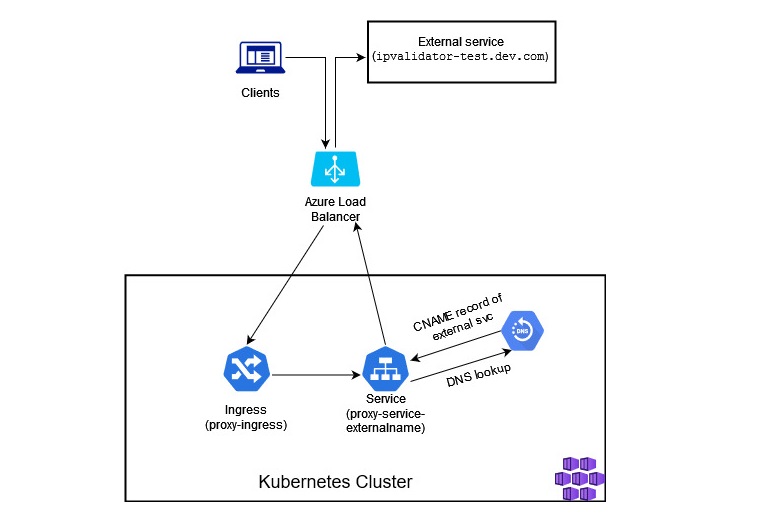 External service
(ipvalidator-test.dev.com)
Clients
Azure Load
Balancer
CNAME record of
external svc
DNS
DNS lookup
Ingress
(proxy-ingress)
Service
(proxy-service-
externalname)
Kubernetes Cluster